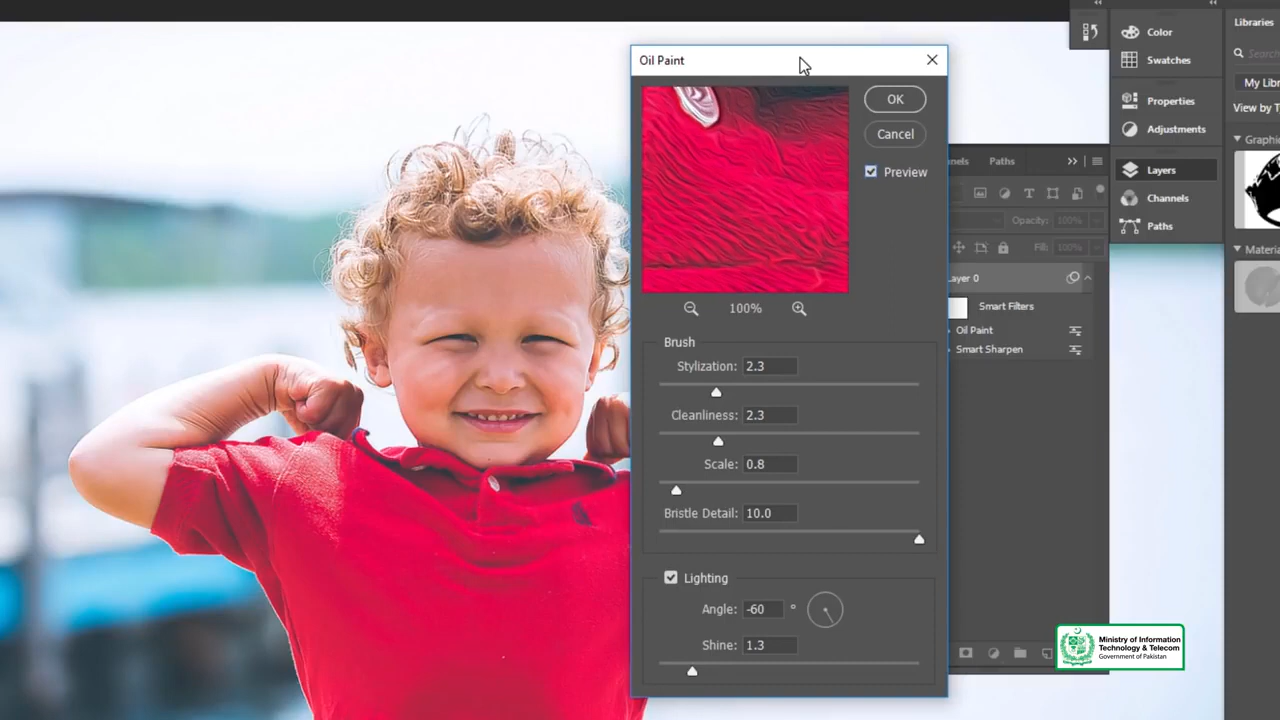 Oil Paint
OK
Cancel
Preview
100%
Brush
Stylization: 2.3
Cleanliness: 2.3
Scale: 0.8
Bristle Detail: 10.0
Lighting
Angle: -60 °
Shine: 1.3
Paths
Opacity: 100%
Fill: 100%
Layer 0
Smart Filters
Oil Paint
Smart Sharpen
Color
Swatches
Properties
Adjustments
Layers
Channels
Paths
Libraries
Search
My Libr
View by T
Graphi
Materia
Ministry of Information
Technology & Telecom
Government of Pakistan